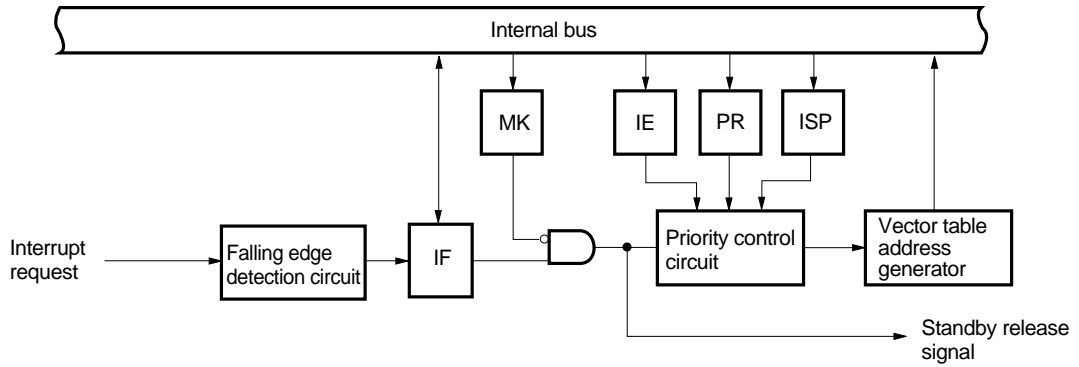 Internal bus
MK
IE
PR
ISP
Interrupt
request
Falling edge
detection circuit
IF
Priority control
circuit
Vector table
address
generator
Standby release
signal